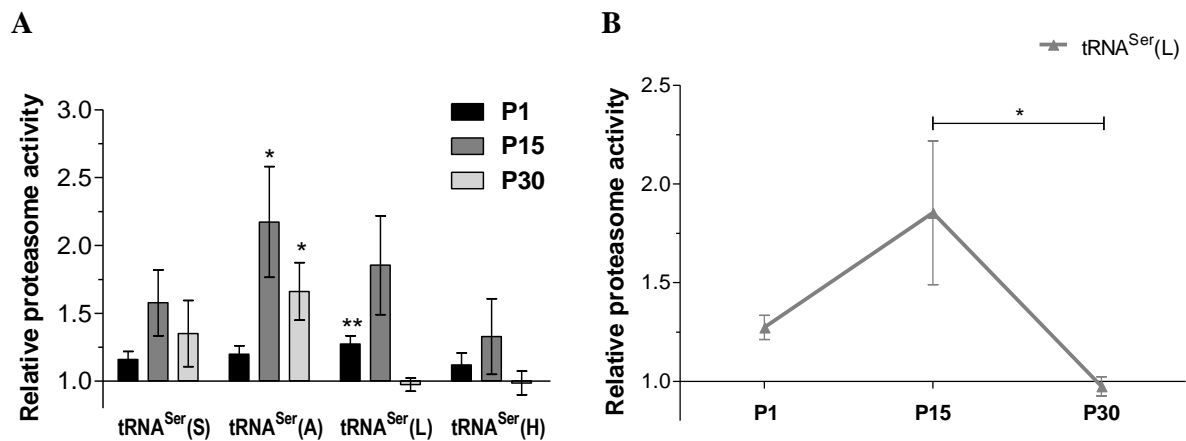 A
Relative proteasome activity
3.0
2.5
2.0
1.5
1.0
P1
P15
P30
*
*
**
tRNA^Ser(S)
tRNA^Ser(A)
tRNA^Ser(L)
tRNA^Ser(H)
B
tRNA^Ser(L)
Relative proteasome activity
2.5
2.0
1.5
1.0
*
P1
P15
P30